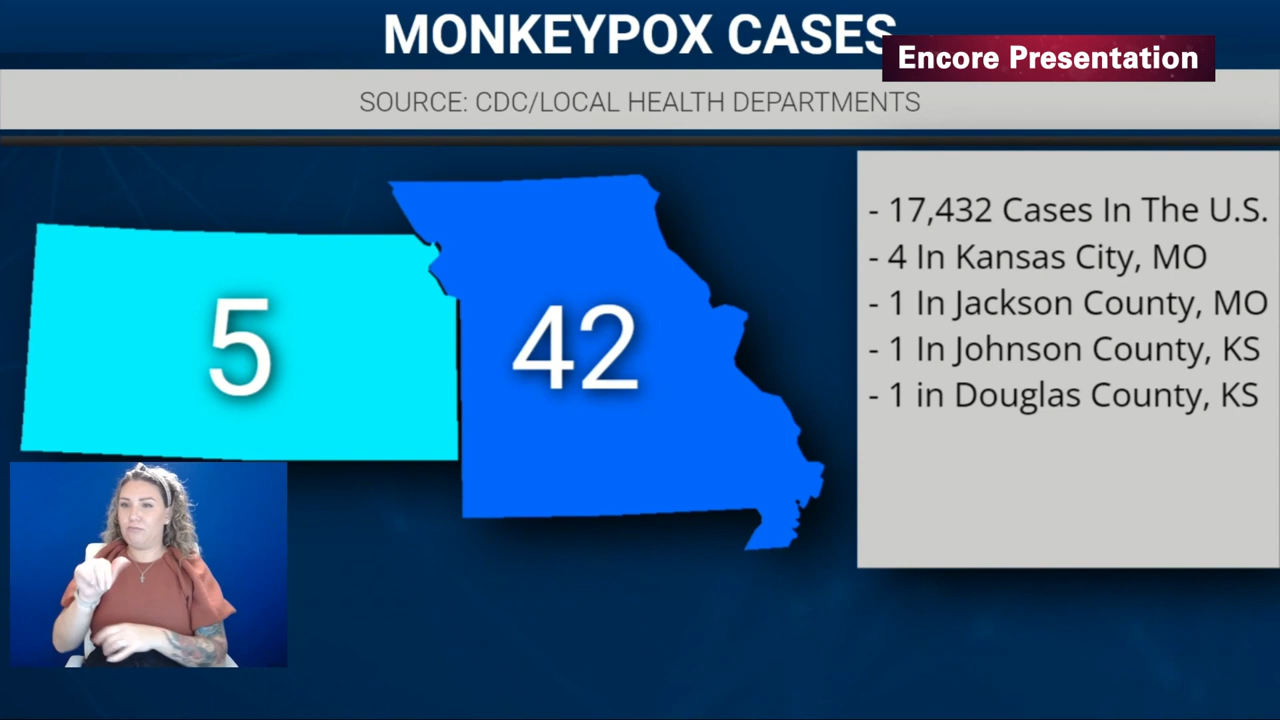 MONKEYPOX CASES
Encore Presentation
SOURCE: CDC/LOCAL HEALTH DEPARTMENTS
- 17,432 Cases In The U.S.
- 4 In Kansas City, MO
- 1 In Jackson County, MO
- 1 In Johnson County, KS
- 1 in Douglas County, KS
5
42